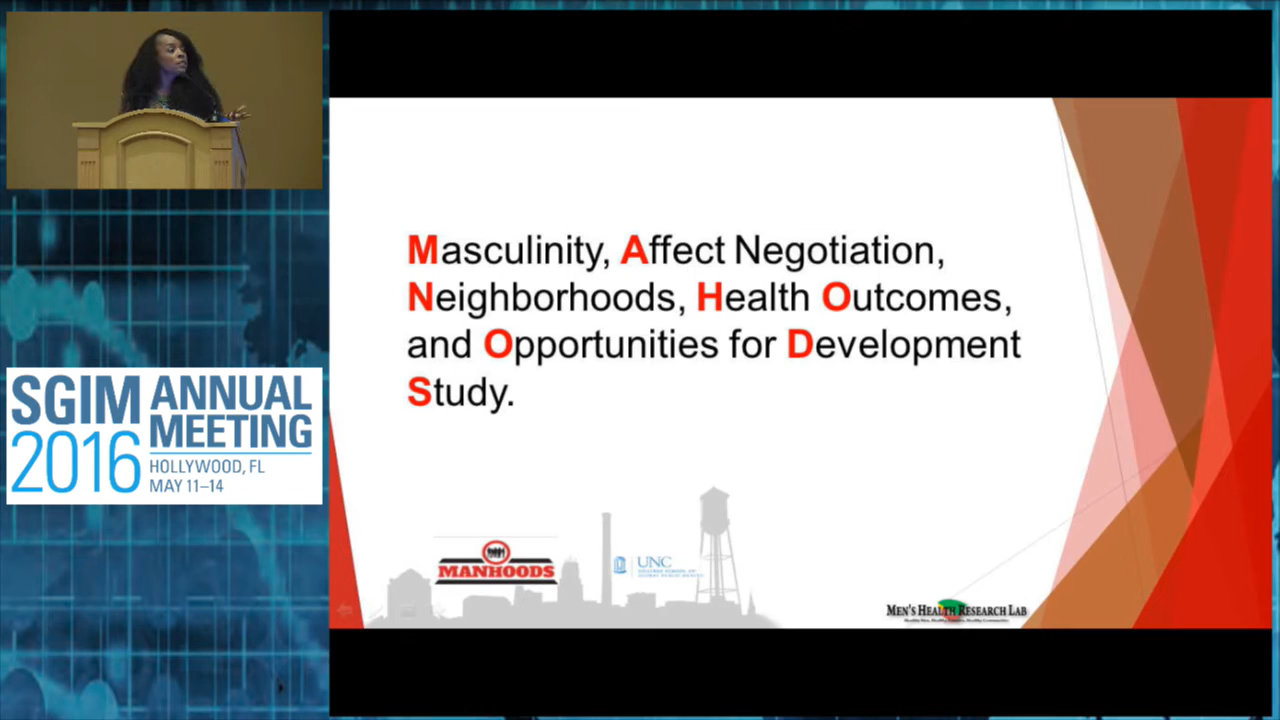 SGIM ANNUAL
2016 MEETING
HOLLYWOOD, FL
MAY 11–14
Masculinity, Affect Negotiation,
Neighborhoods, Health Outcomes,
and Opportunities for Development
Study.
MANHOODS
UNC
MEN'S HEALTH RESEARCH LAB